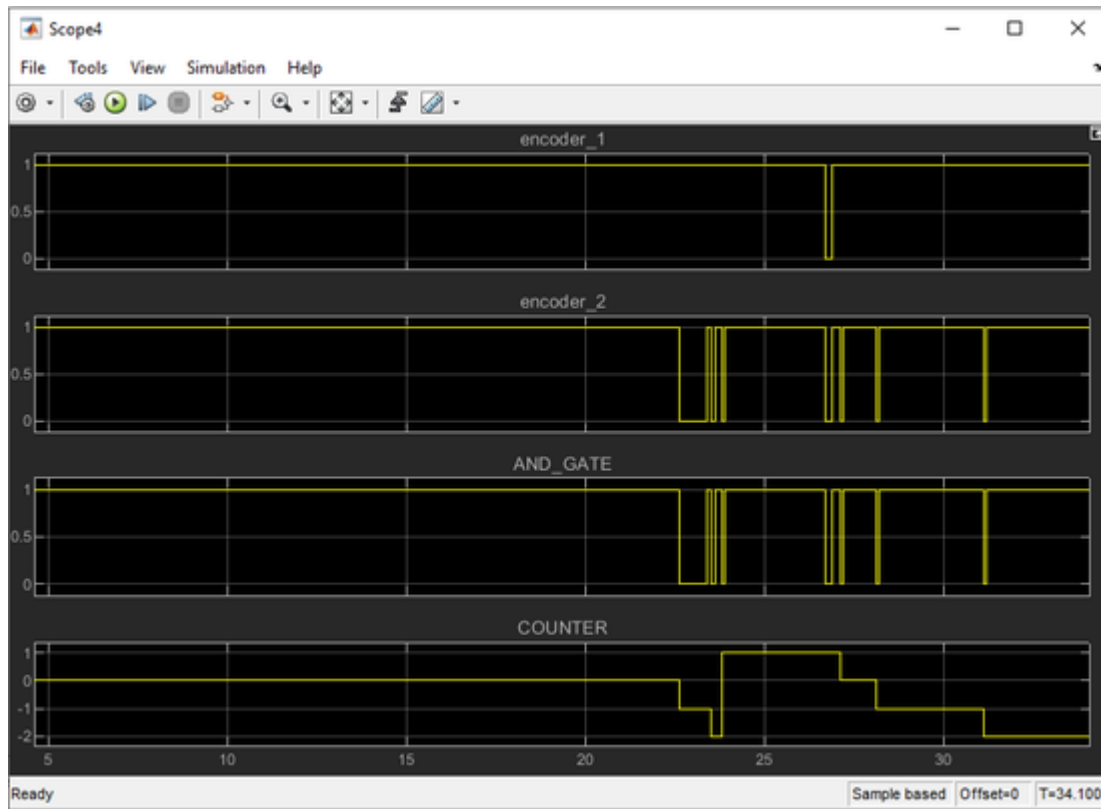 Scope4
File Tools View Simulation Help
encoder_1
1
0.5
0
encoder_2
1
0.5
0
AND_GATE
1
0.5
0
COUNTER
1
0
-1
-2
5 10 15 20 25 30
Ready Sample based Offset=0 T=34.100